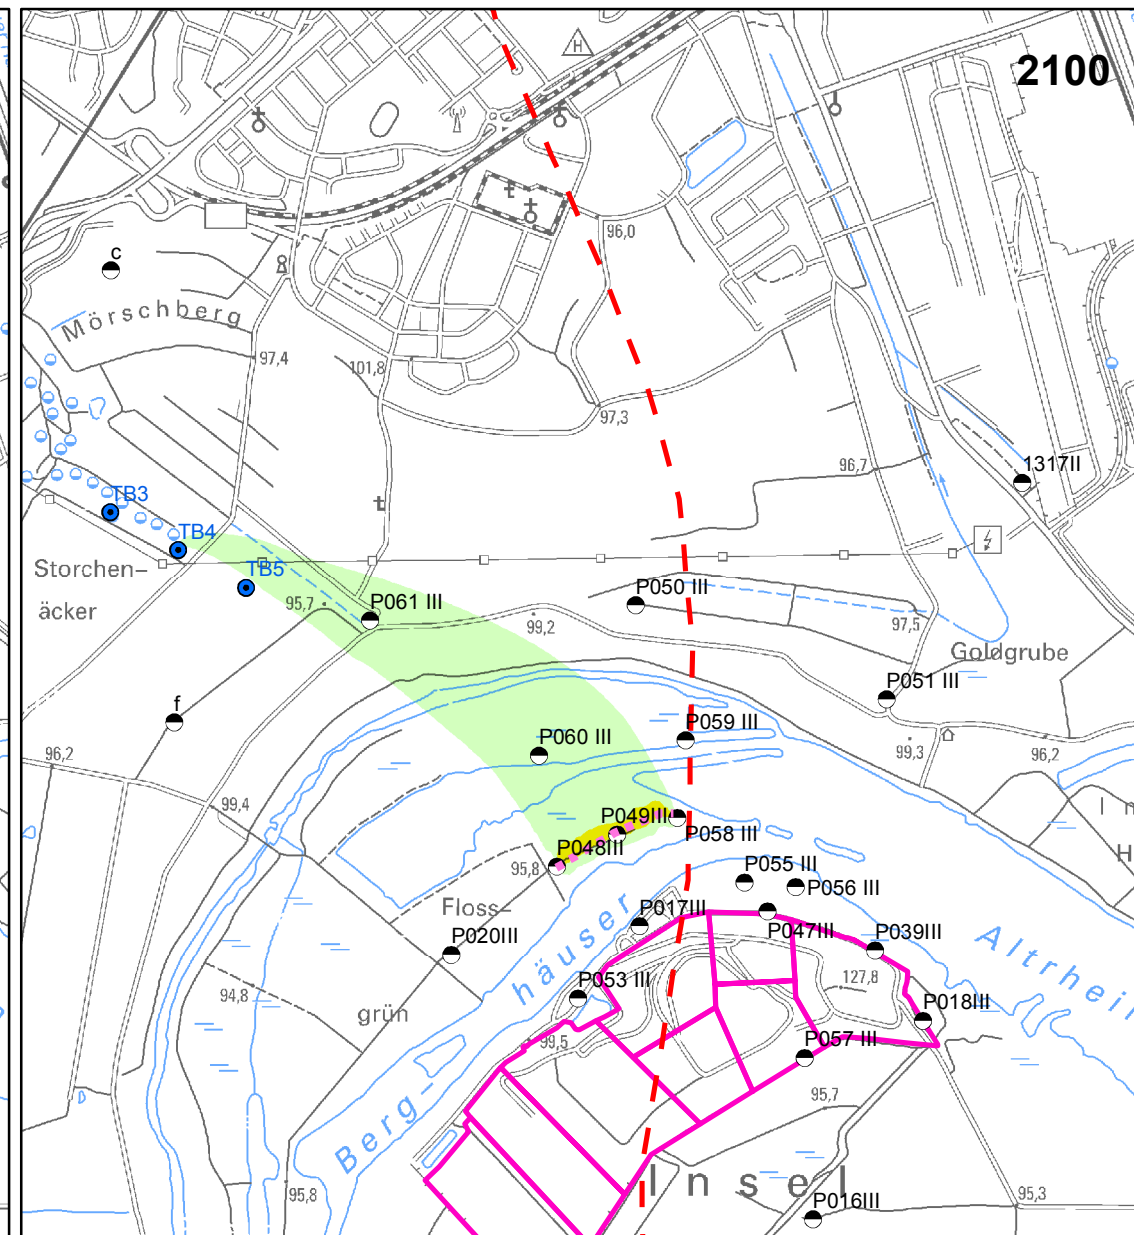 2100
H
96,0
c
Mörschberg
97,4
101,8
97,3
96,7
1317II
TB3
TB4
TB5
Storchen-
äcker
95,7
P061 III
P050 III
99,2
97,5
Goldgrube
P051 III
f
P059 III
P060 III
99,3
96,2
96,2
99,4
I n
H
P049III
P058 III
P048III
95,8
P055 III
P056 III
Floss-
grün
P017III
P047III
P020III
P039III
Altrhein
127,8
P053 III
P018III
94,8
99,5
P057 III
Berg-
häuser
95,7
95,8
Insel
95,3
P016III